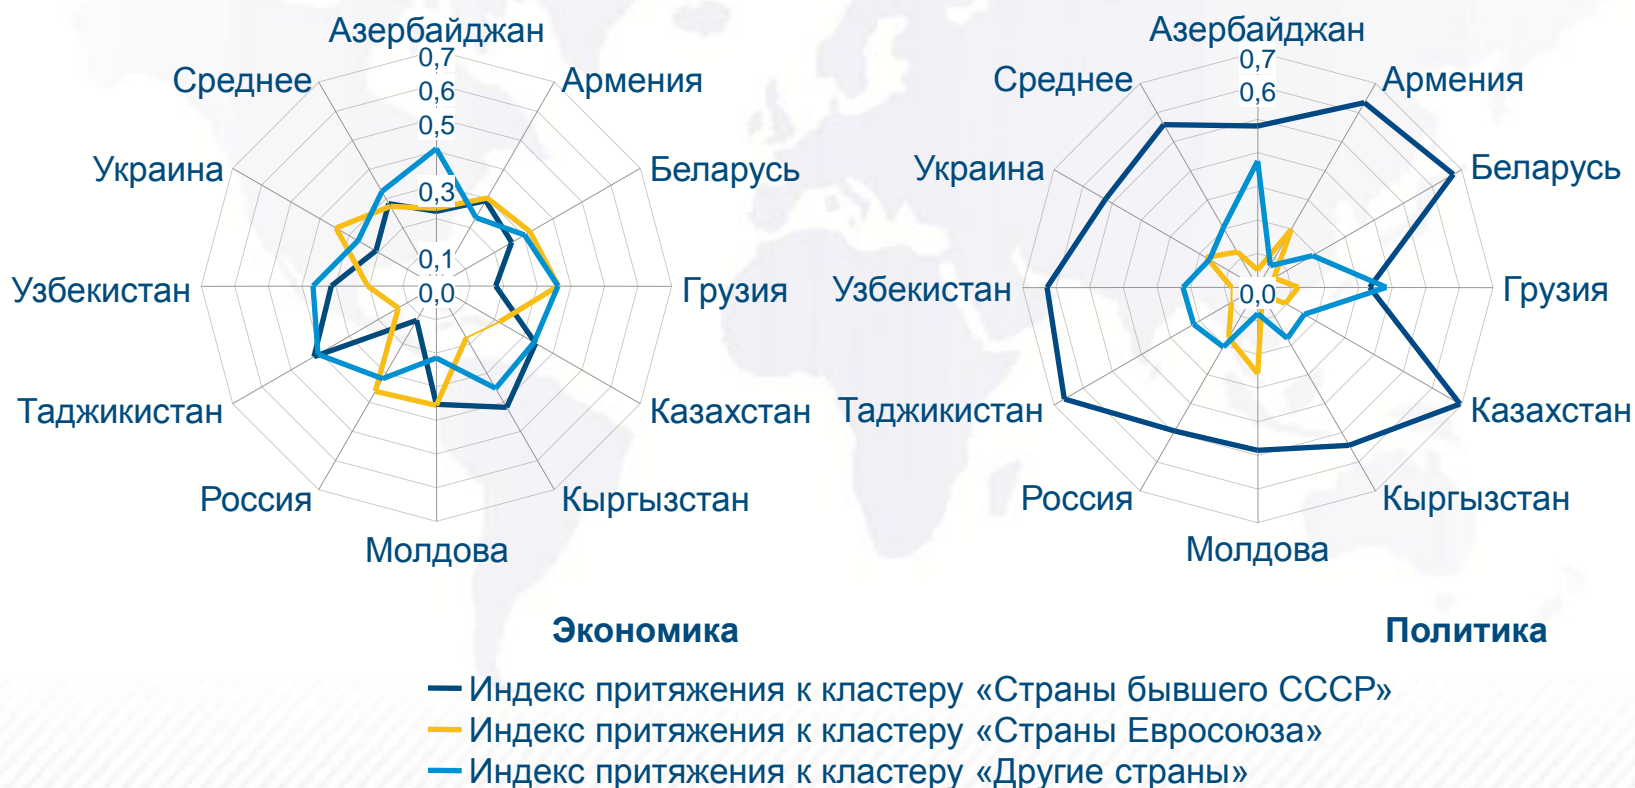 Азербайджан
Армения
Беларусь
Грузия
Казахстан
Кыргызстан
Молдова
Россия
Таджикистан
Узбекистан
Украина
Среднее
0,7
0,6
0,5
0,3
0,1
0,0
Экономика
Азербайджан
Армения
Беларусь
Грузия
Казахстан
Кыргызстан
Молдова
Россия
Таджикистан
Узбекистан
Украина
Среднее
0,7
0,6
0,0
Политика
Индекс притяжения к кластеру «Страны бывшего СССР»
Индекс притяжения к кластеру «Страны Евросоюза»
Индекс притяжения к кластеру «Другие страны»